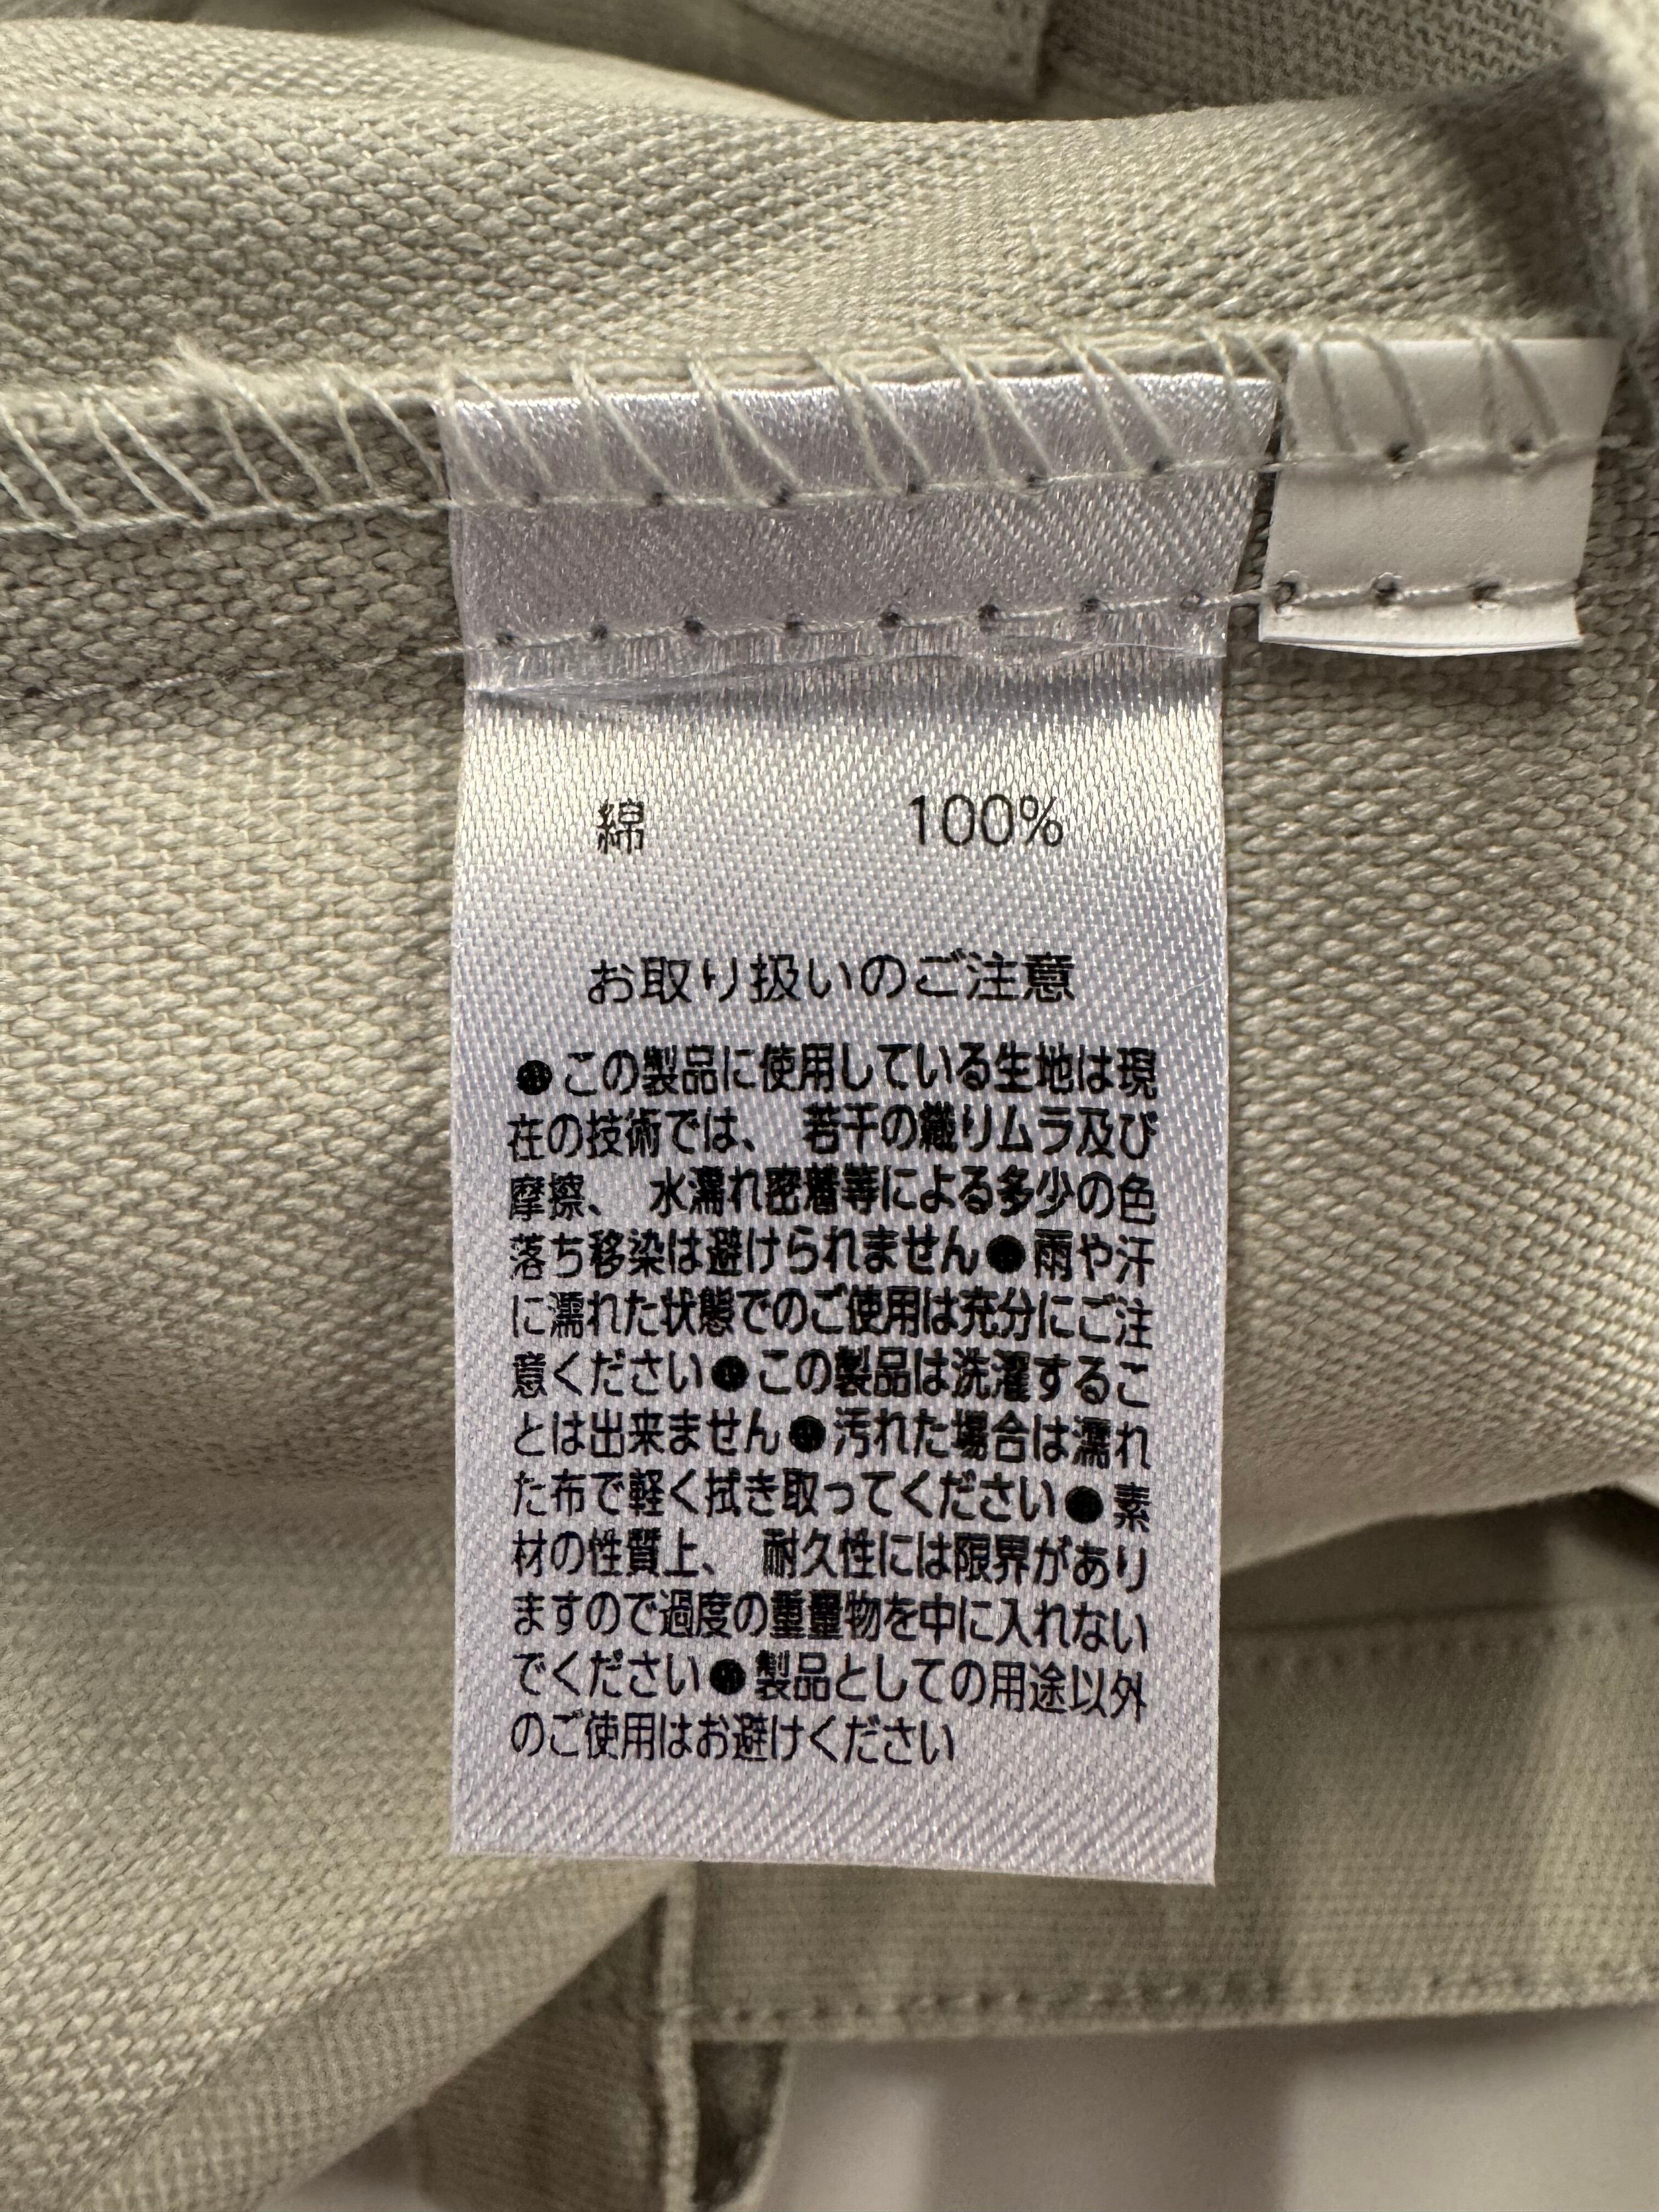 綿 100%
お取り扱いのご注意
●この製品に使用している生地は現
在の技術では、若干の織りムラ及び
摩擦、水濡れ密着等による多少の色
落ち移染は避けられません●雨や汗
に濡れた状態でのご使用は充分にご注
意ください●この製品は洗濯するこ
とは出来ません●汚れた場合は濡れ
た布で軽く拭き取ってください●素
材の性質上、耐久性には限界があり
ますので過度の重量物を中に入れない
でください●製品としての用途以外
のご使用はお避けください